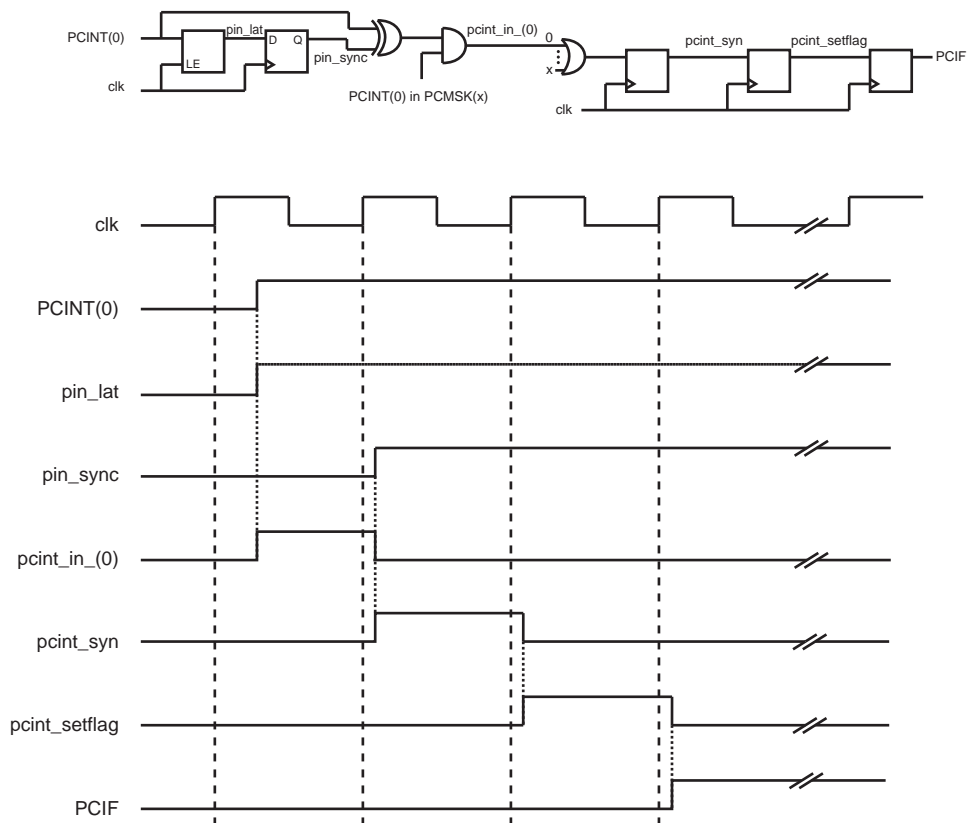 PCINT(0)
clk
pin_lat
LE
D Q
pin_sync
PCINT(0) in PCMSK(x)
pcint_in_(0)
0
x
clk
pcint_syn
pcint_setflag
PCIF
clk
PCINT(0)
pin_lat
pin_sync
pcint_in_(0)
pcint_syn
pcint_setflag
PCIF